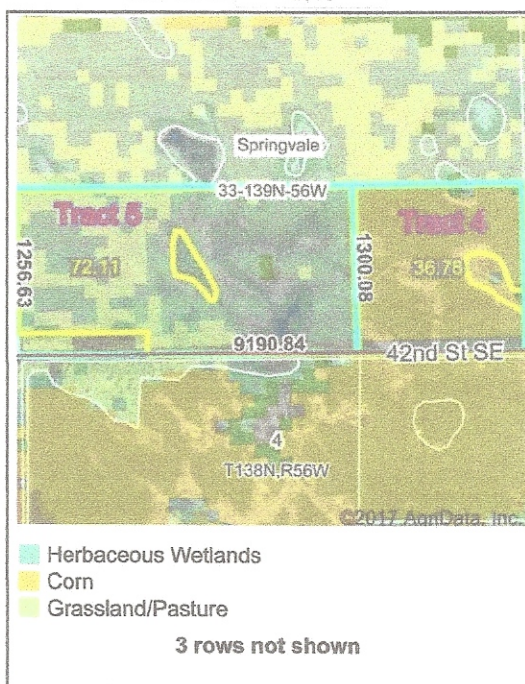 Springvale
33-139N-56W
Tract 5
Tract 4
72.11
36.78
1256.63
1300.08
9190.84
42nd St SE
4
T138N,R56W
©2017 AgriData, Inc.
Herbaceous Wetlands
Corn
Grassland/Pasture
3 rows not shown